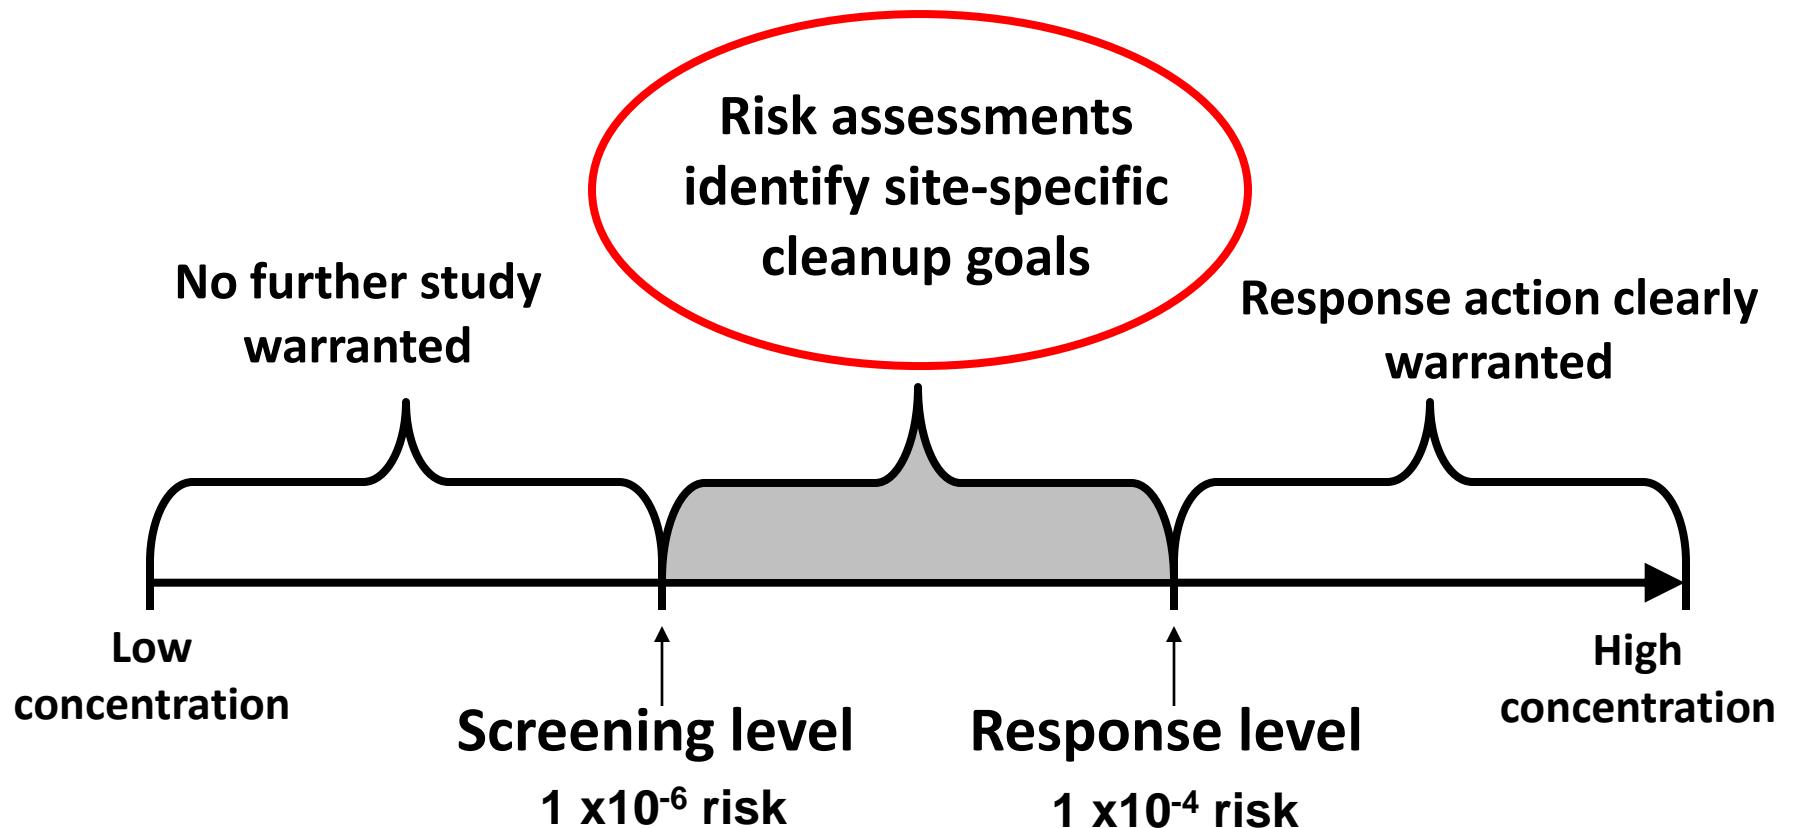 Risk assessments
identify site-specific
cleanup goals
No further study
warranted
Response action clearly
warranted
Low
concentration
High
concentration
Screening level
1 x10⁻⁶ risk
Response level
1 x10⁻⁴ risk